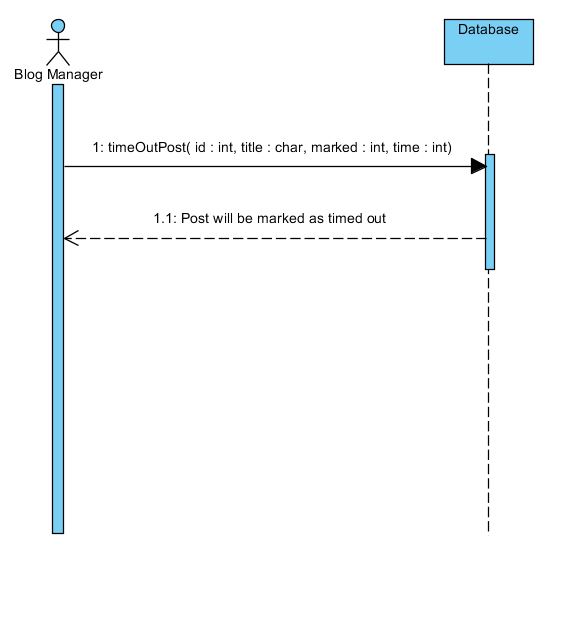 Database
Blog Manager
1: timeOutPost( id : int, title : char, marked : int, time : int)
1.1: Post will be marked as timed out